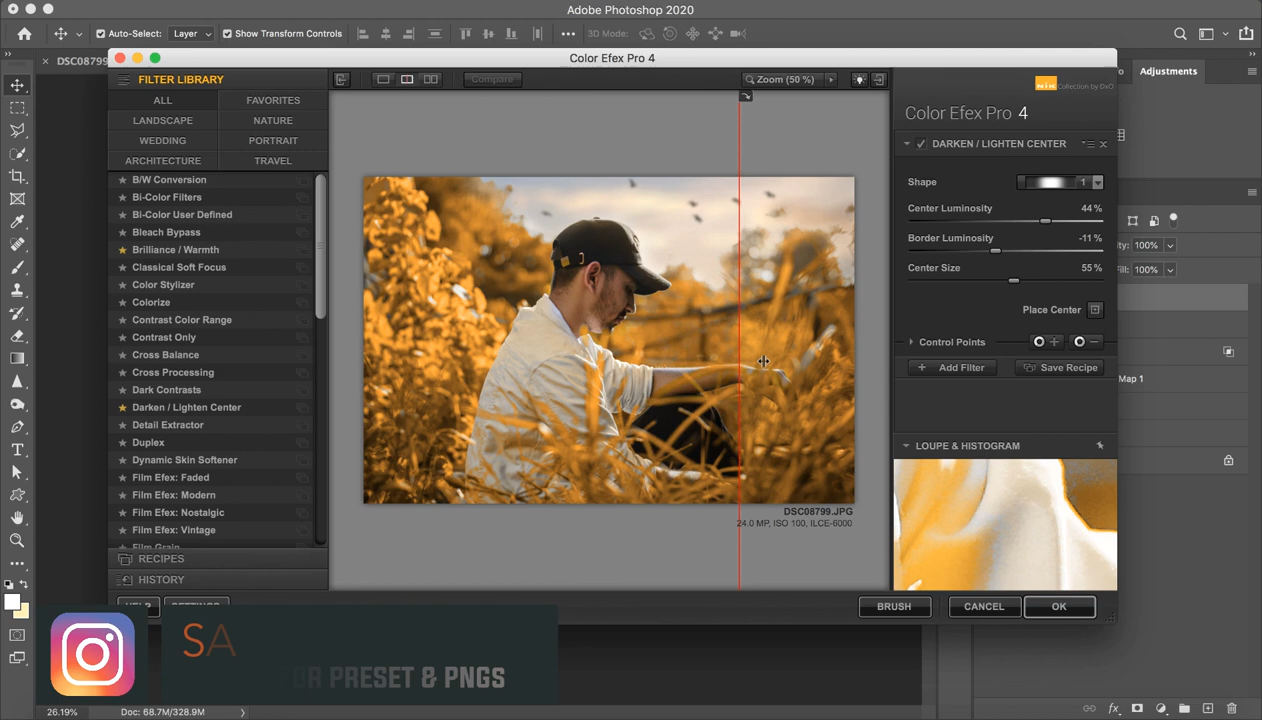 Adobe Photoshop 2020
Auto-Select:
Layer
Show Transform Controls
3D Mode:
DSC08799
Color Efex Pro 4
Adjustments
FILTER LIBRARY
Compare
Zoom (50 %)
ALL
FAVORITES
LANDSCAPE
NATURE
WEDDING
PORTRAIT
ARCHITECTURE
TRAVEL
B/W Conversion
Bi-Color Filters
Bi-Color User Defined
Bleach Bypass
Brilliance / Warmth
Classical Soft Focus
Color Stylizer
Colorize
Contrast Color Range
Contrast Only
Cross Balance
Cross Processing
Dark Contrasts
Darken / Lighten Center
Detail Extractor
Duplex
Dynamic Skin Softener
Film Efex: Faded
Film Efex: Modern
Film Efex: Nostalgic
Film Efex: Vintage
Film Grain
RECIPES
HISTORY
HELP
SETTINGS
DSC08799.JPG
24.0 MP, ISO 100, ILCE-6000
Nik Collection by DxO
Color Efex Pro 4
DARKEN / LIGHTEN CENTER
Shape
1
Center Luminosity
44 %
Border Luminosity
-11 %
Center Size
55 %
Place Center
Control Points
Add Filter
Save Recipe
LOUPE & HISTOGRAM
BRUSH
CANCEL
OK
ty: 100%
Fill: 100%
Map 1
SA
OR PRESET & PNGS
26.19%
Doc: 68.7M/328.9M
fx